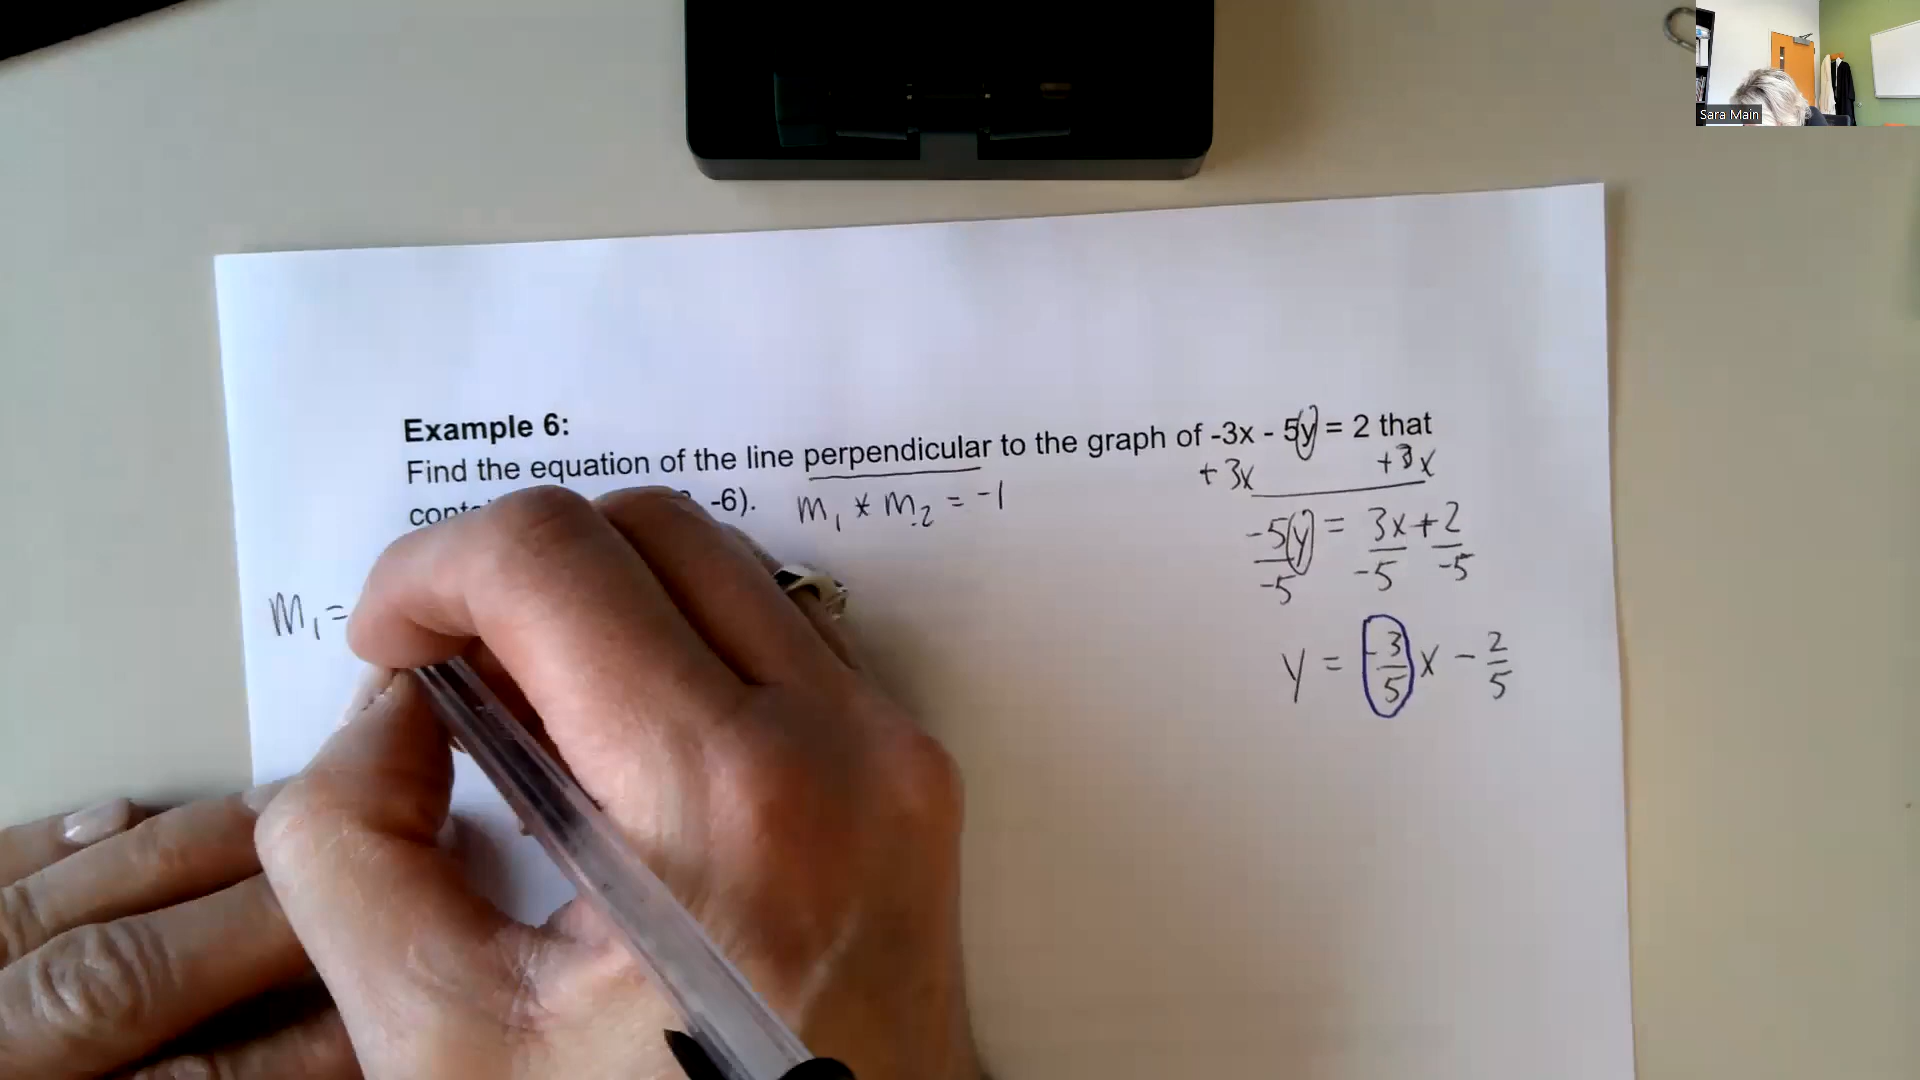 Sara Main
Example 6:
Find the equation of the line perpendicular to the graph of -3x - 5y = 2 that
-6).
m₁ * m₂ = -1
+3x +3x
-5y = 3x+2
-5 -5 -5
m₁ =
y = -3/5 x - 2/5